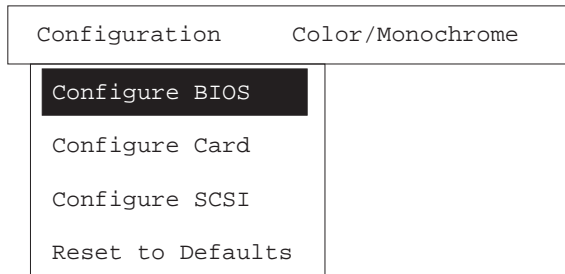 Configuration Color/Monochrome
Configure BIOS
Configure Card
Configure SCSI
Reset to Defaults